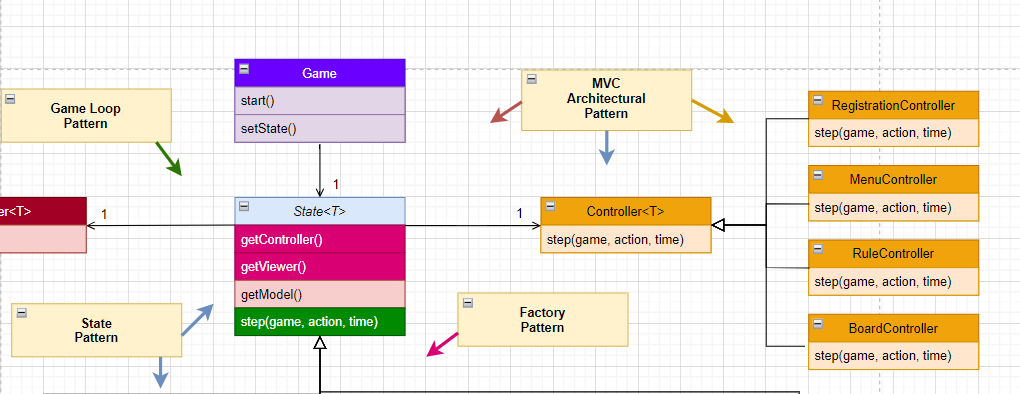 Game
start()
setState()
Game Loop
Pattern
MVC
Architectural
Pattern
RegistrationController
step(game, action, time)
MenuController
step(game, action, time)
RuleController
step(game, action, time)
BoardController
step(game, action, time)
1
er<T>
1
State<T>
getController()
getViewer()
getModel()
step(game, action, time)
1
Controller<T>
step(game, action, time)
State
Pattern
Factory
Pattern